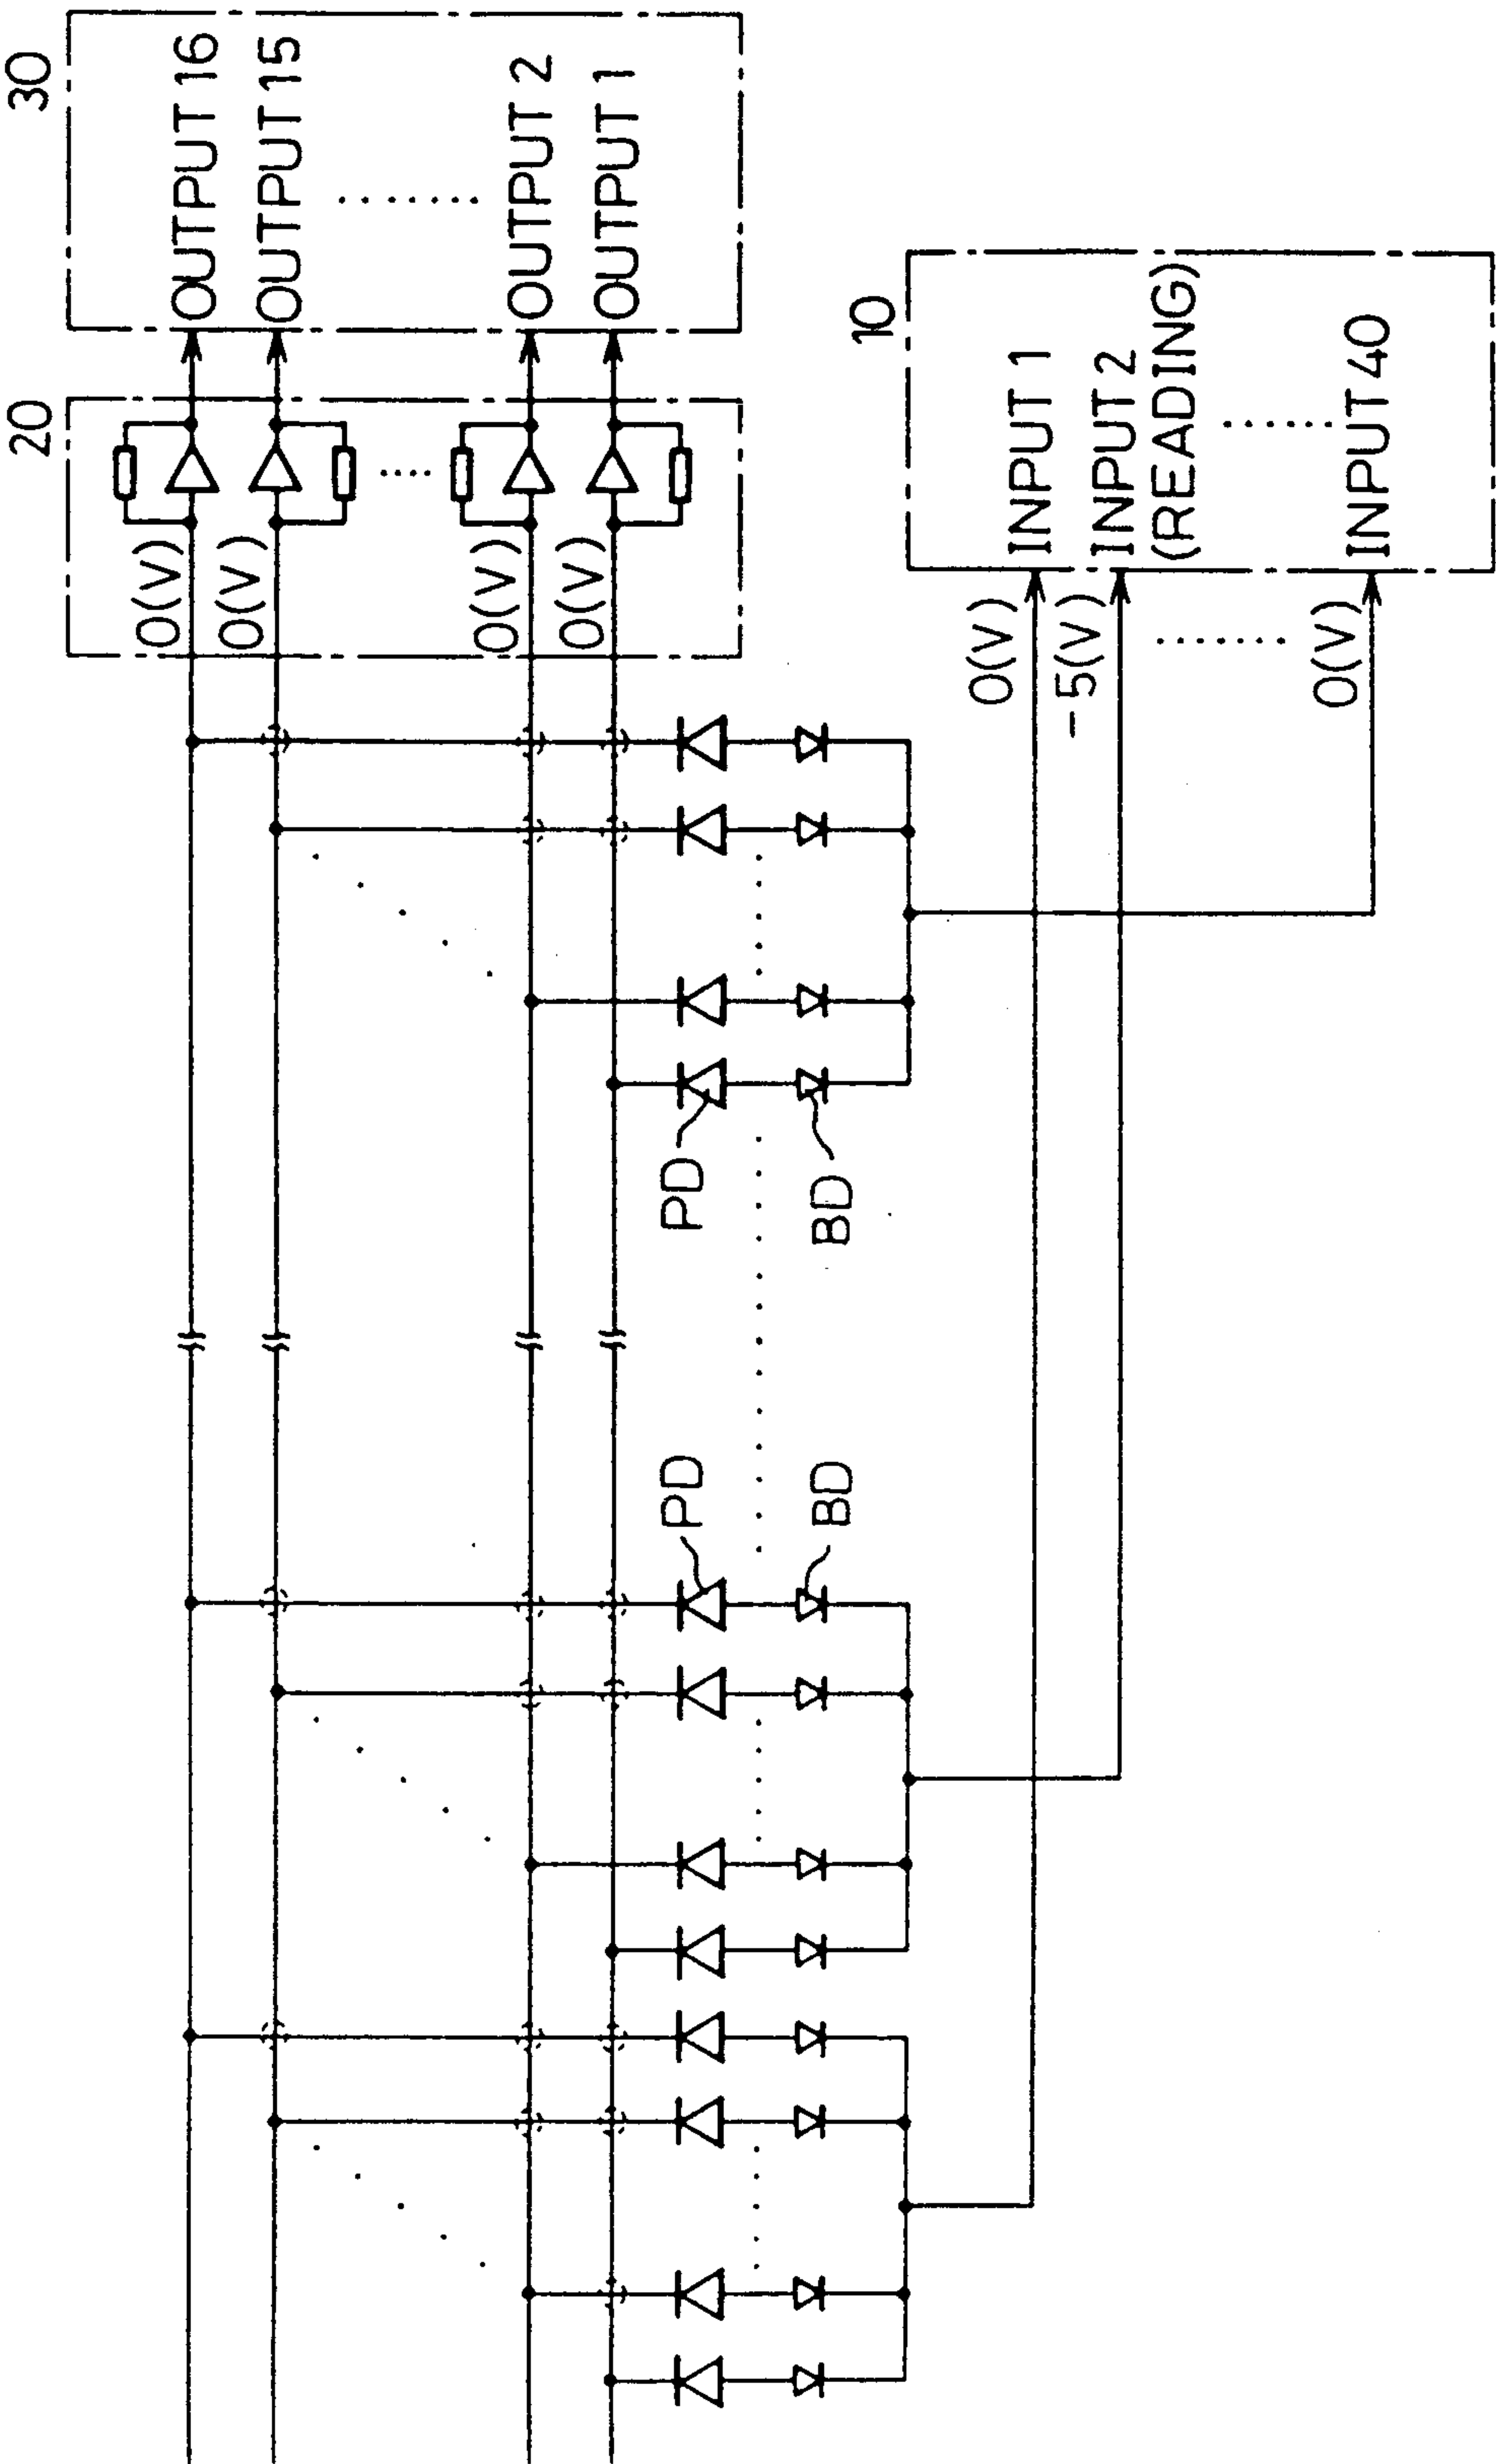 30
OUTPUT 16
OUTPUT 15
OUTPUT 2
OUTPUT 1
20
0(V)
0(V)
0(V)
0(V)
10
INPUT 1
INPUT 2
(READING)
INPUT 40
0(V)
-5(V)
0(V)
PD
BD
PD
BD